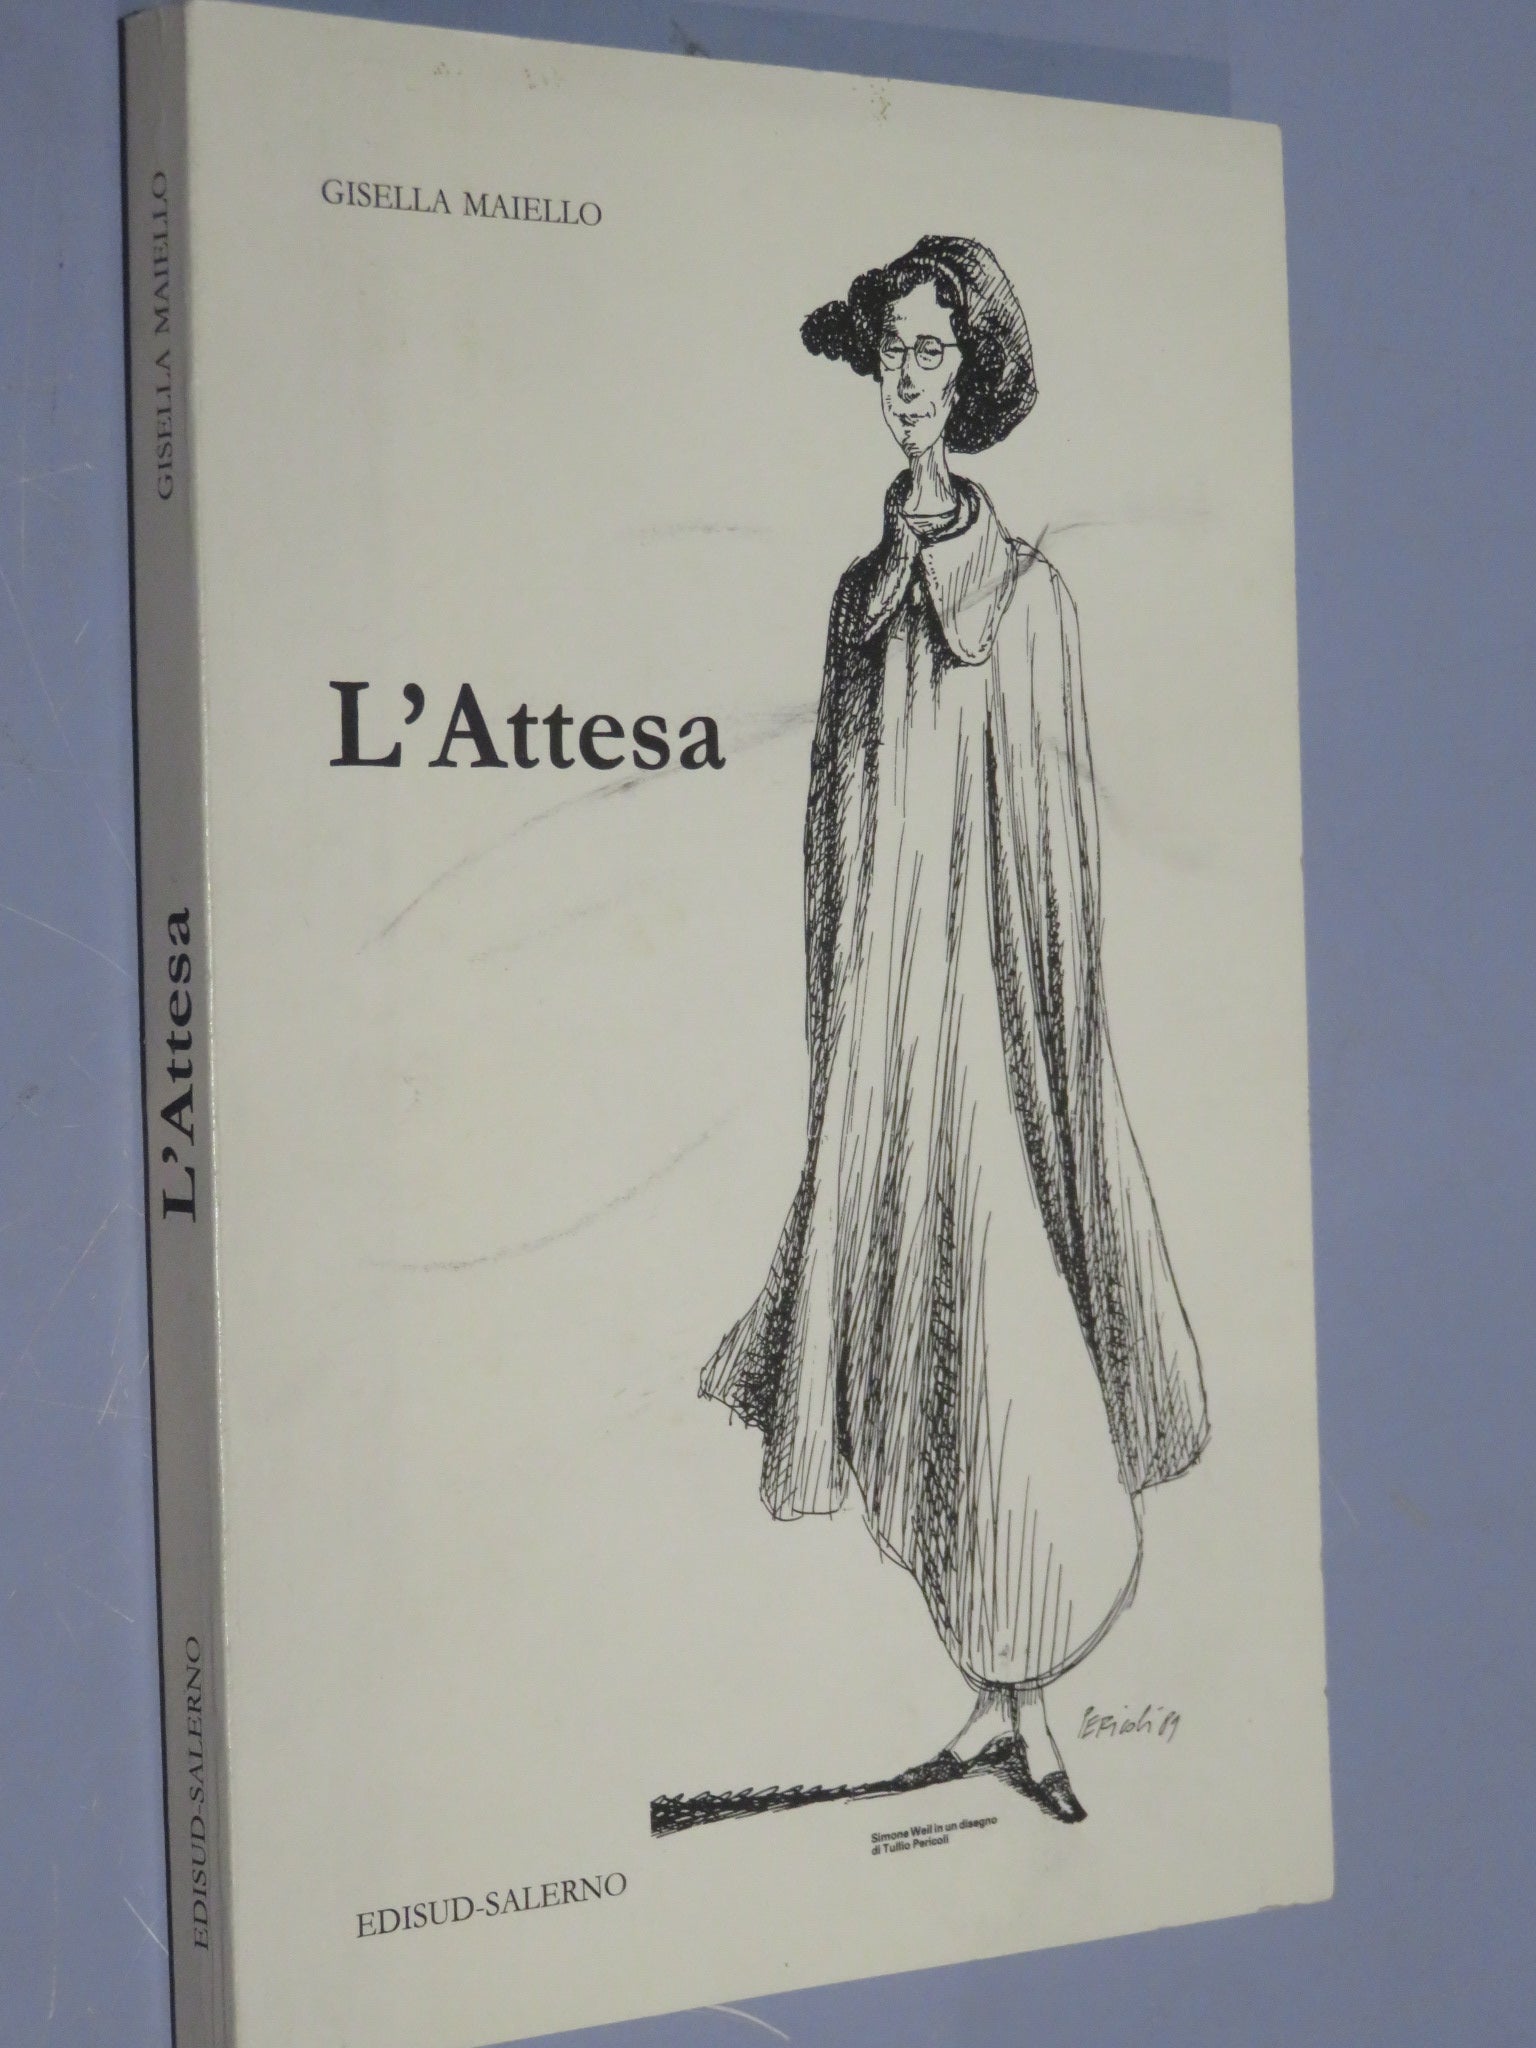 GISELLA MAIELLO
L'Attesa
Pericoli 89
Simone Weil in un disegno
di Tullio Pericoli
EDISUD-SALERNO
GISELLA MAIELLO
L'Attesa
EDISUD-SALERNO